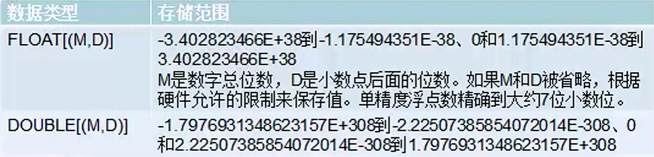 数据类型 存储范围
FLOAT[(M,D)] -3.402823466E+38到-1.175494351E-38、0和1.175494351E-38到
3.402823466E+38
M是数字总位数，D是小数点后面的位数。如果M和D被省略，根据
硬件允许的限制来保存值。单精度浮点数精确到大约7位小数位。
DOUBLE[(M,D)] -1.7976931348623157E+308到-2.22507385854072014E-308、0
和2.22507385854072014E-308到1.7976931348623157E+308